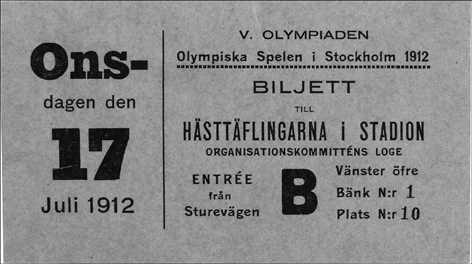 Ons-
dagen den
17
Juli 1912
V. OLYMPIADEN
Olympiska Spelen i Stockholm 1912
BILJETT
TILL
HÄSTTÄFLINGARNA i STADION
ORGANISATIONSKOMMITTÉNS LOGE
ENTRÉE
från
Sturevägen
B
Vänster öfre
Bänk N:r 1
Plats N:r 10